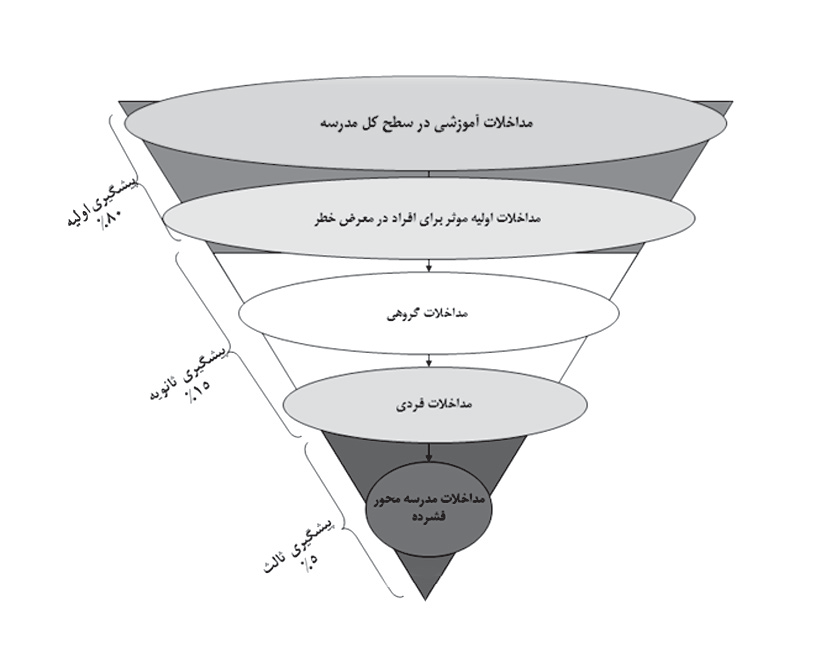 مداخلات آموزشی در سطح کل مدرسه
پیشگیری اولیه
٪۸۰
مداخلات اولیه موثر برای افراد در معرض خطر
مداخلات گروهی
پیشگیری ثانویه
٪۱۵
مداخلات فردی
مداخلات مدرسه محور
فشرده
پیشگیری ثالث
٪۵